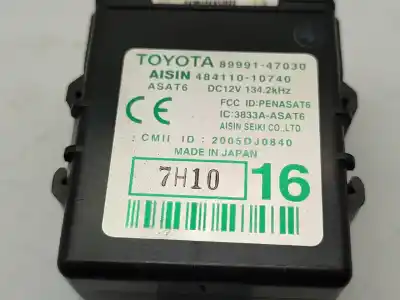 TOYOTA 89991-47030
AISIN 484110-10740
ASAT6 DC12V 134.2kHz
CE
FCC ID:PENASAT6
IC:3833A-ASAT6
AISIN SEIKI CO.,LTD.
:CMII ID :2005DJ0840
MADE IN JAPAN
7H10
16